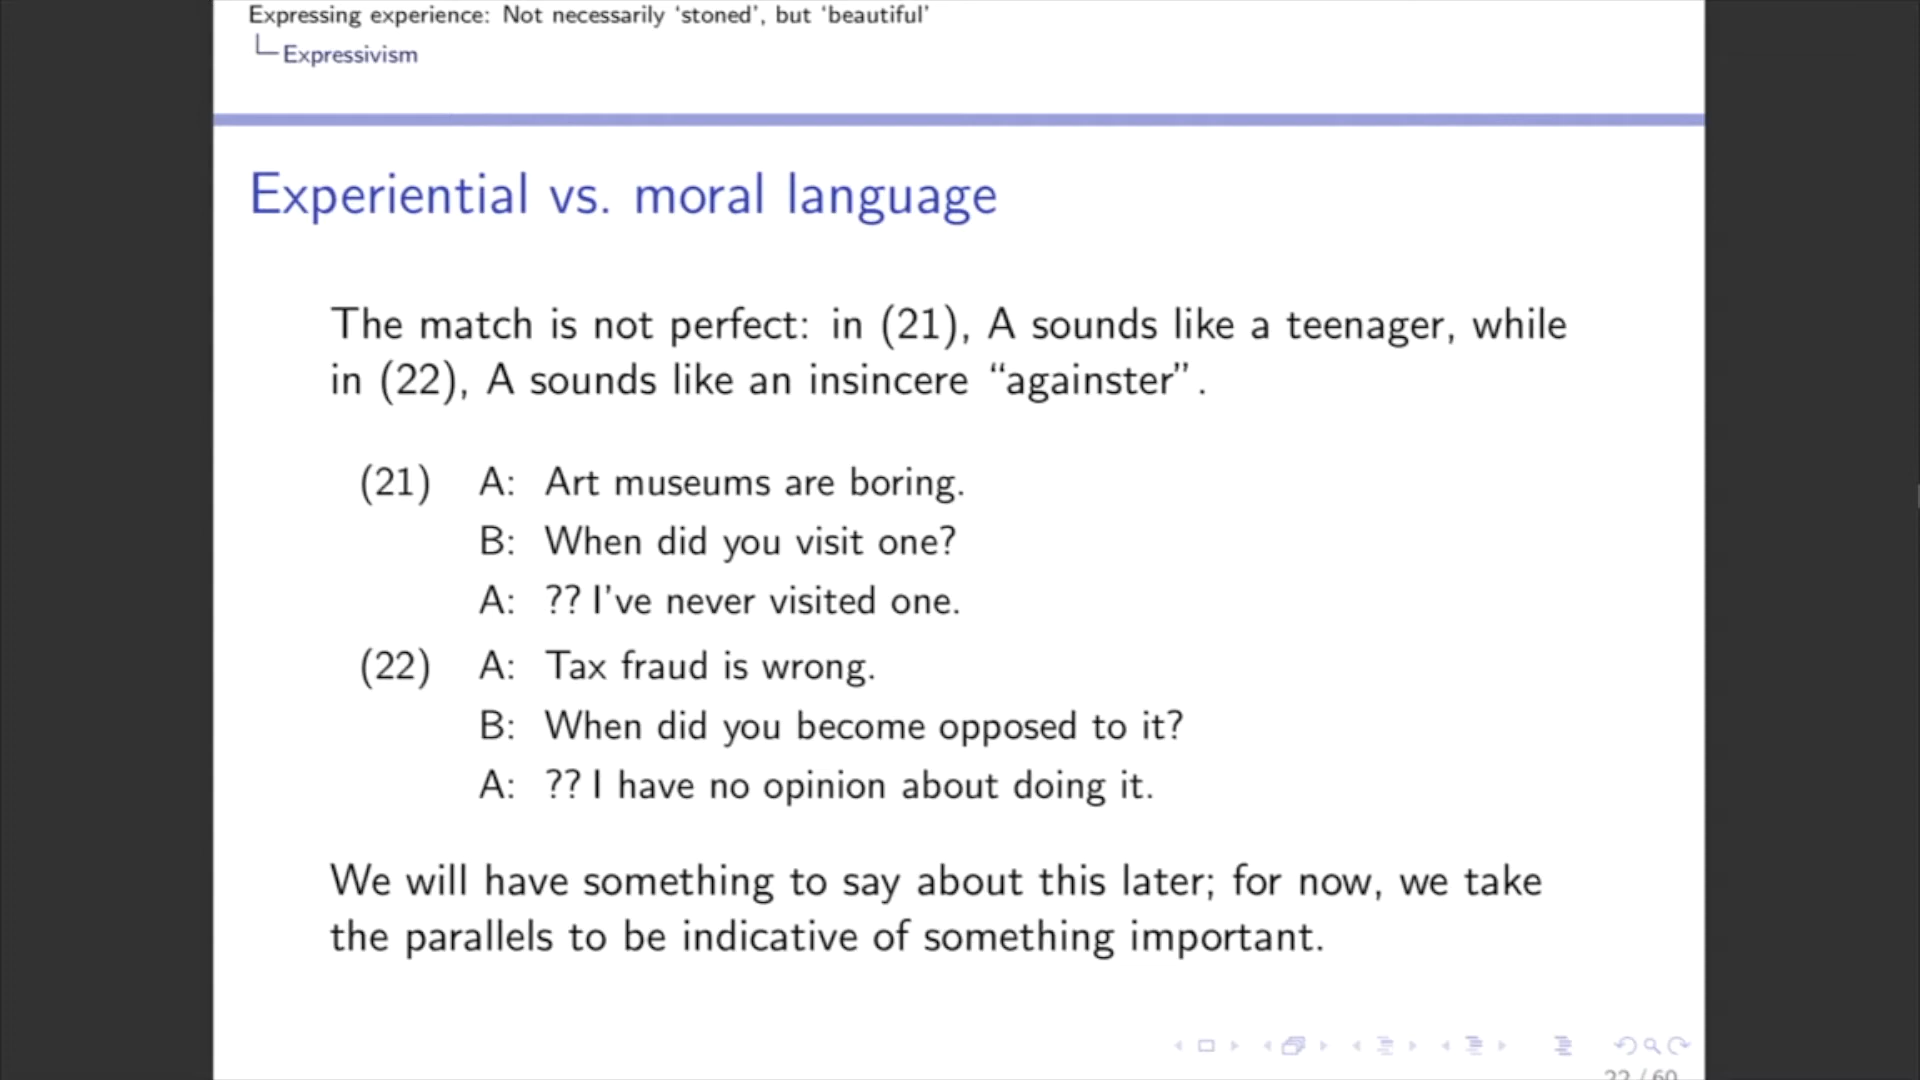 Expressing experience: Not necessarily ‘stoned’, but ‘beautiful’
Expressivism
Experiential vs. moral language
The match is not perfect: in (21), A sounds like a teenager, while
in (22), A sounds like an insincere “againster”.
(21) A: Art museums are boring.
B: When did you visit one?
A: ?? I've never visited one.
(22) A: Tax fraud is wrong.
B: When did you become opposed to it?
A: ?? I have no opinion about doing it.
We will have something to say about this later; for now, we take
the parallels to be indicative of something important.
22 / 60